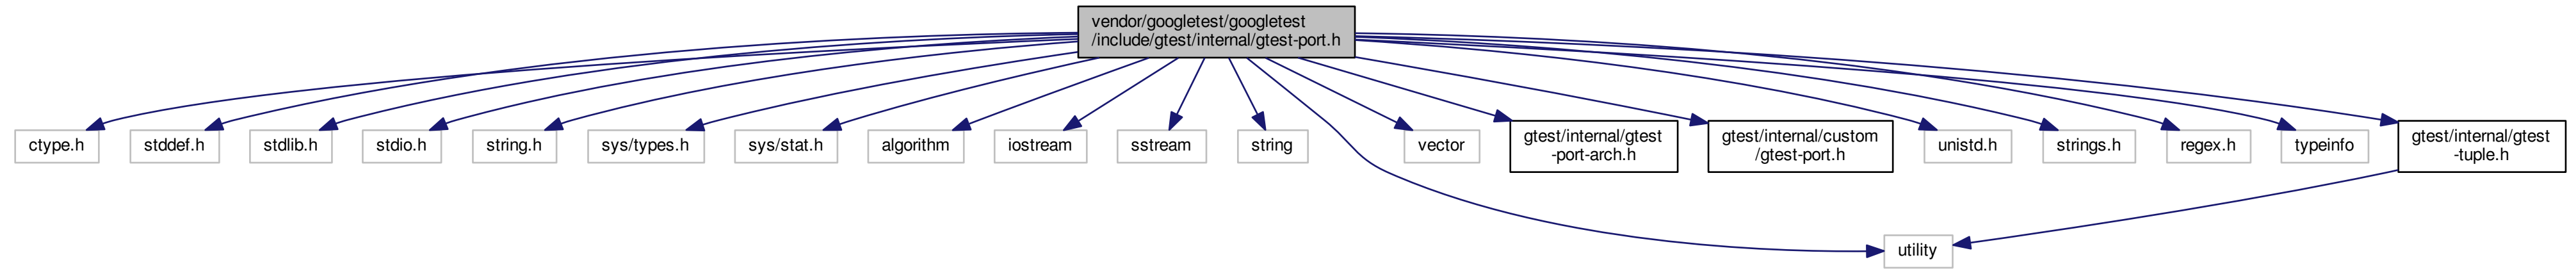 vendor/googletest/googletest
/include/gtest/internal/gtest-port.h
ctype.h
stddef.h
stdlib.h
stdio.h
string.h
sys/types.h
sys/stat.h
algorithm
iostream
sstream
string
vector
gtest/internal/gtest
-port-arch.h
gtest/internal/custom
/gtest-port.h
unistd.h
strings.h
regex.h
typeinfo
gtest/internal/gtest
-tuple.h
utility